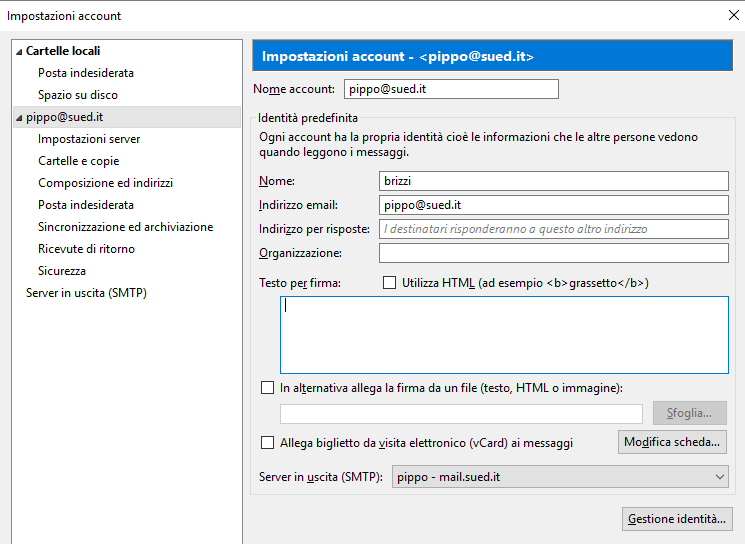 Impostazioni account
Cartelle locali
Posta indesiderata
Spazio su disco
pippo@sued.it
Impostazioni server
Cartelle e copie
Composizione ed indirizzi
Posta indesiderata
Sincronizzazione ed archiviazione
Ricevute di ritorno
Sicurezza
Server in uscita (SMTP)
Impostazioni account - <pippo@sued.it>
Nome account: pippo@sued.it
Identità predefinita
Ogni account ha la propria identità cioè le informazioni che le altre persone vedono
quando leggono i messaggi.
Nome: brizzi
Indirizzo email: pippo@sued.it
Indirizzo per risposte: I destinatari risponderanno a questo altro indirizzo
Organizzazione:
Testo per firma: Utilizza HTML (ad esempio <b>grassetto</b>)
In alternativa allega la firma da un file (testo, HTML o immagine):
Sfoglia...
Allega biglietto da visita elettronico (vCard) ai messaggi Modifica scheda...
Server in uscita (SMTP): pippo - mail.sued.it
Gestione identità...